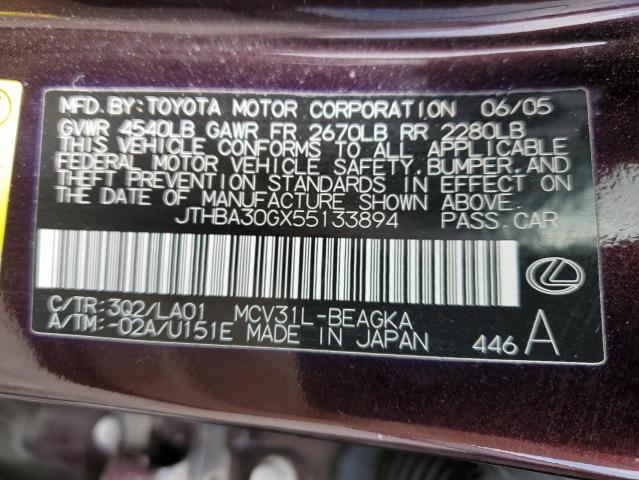 MFD. BY: TOYOTA MOTOR CORPORATION 06/05
GVWR 4540LB GAWR FR 2670LB RR 2280LB
THIS VEHICLE CONFORMS TO ALL APPLICABLE
FEDERAL MOTOR VEHICLE SAFETY, BUMPER, AND
THEFT PREVENTION STANDARDS IN EFFECT ON
THE DATE OF MANUFACTURE SHOWN ABOVE.
JTHBA30GX55133894 PASS. CAR
C/TR: 3Q2/LA01 MCV31L-BEAGKA
A/TM: -02A/U151E MADE IN JAPAN 446 A